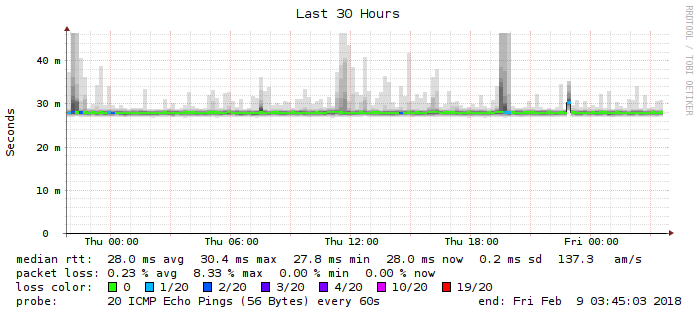 Last 30 Hours
RRDTOOL / TOBI OETIKER
Seconds
40 m
30 m
20 m
10 m
0
Thu 00:00 Thu 06:00 Thu 12:00 Thu 18:00 Fri 00:00
median rtt: 28.0 ms avg 30.4 ms max 27.8 ms min 28.0 ms now 0.2 ms sd 137.3 am/s
packet loss: 0.23 % avg 8.33 % max 0.00 % min 0.00 % now
loss color: 0 1/20 2/20 3/20 4/20 10/20 19/20
probe: 20 ICMP Echo Pings (56 Bytes) every 60s end: Fri Feb 9 03:45:03 2018